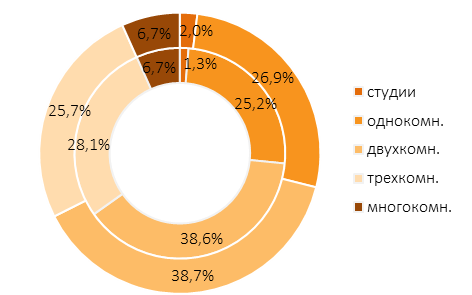 6,7%
2,0%
6,7%
1,3%
26,9%
25,2%
25,7%
28,1%
38,6%
38,7%
студии
однокомн.
двухкомн.
трехкомн.
многокомн.